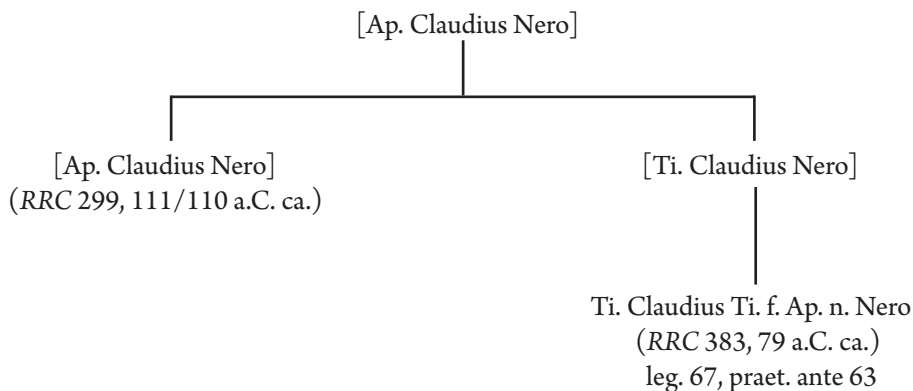 [Ap. Claudius Nero]
[Ap. Claudius Nero]
(RRC 299, 111/110 a.C. ca.)
[Ti. Claudius Nero]
Ti. Claudius Ti. f. Ap. n. Nero
(RRC 383, 79 a.C. ca.)
leg. 67, praet. ante 63